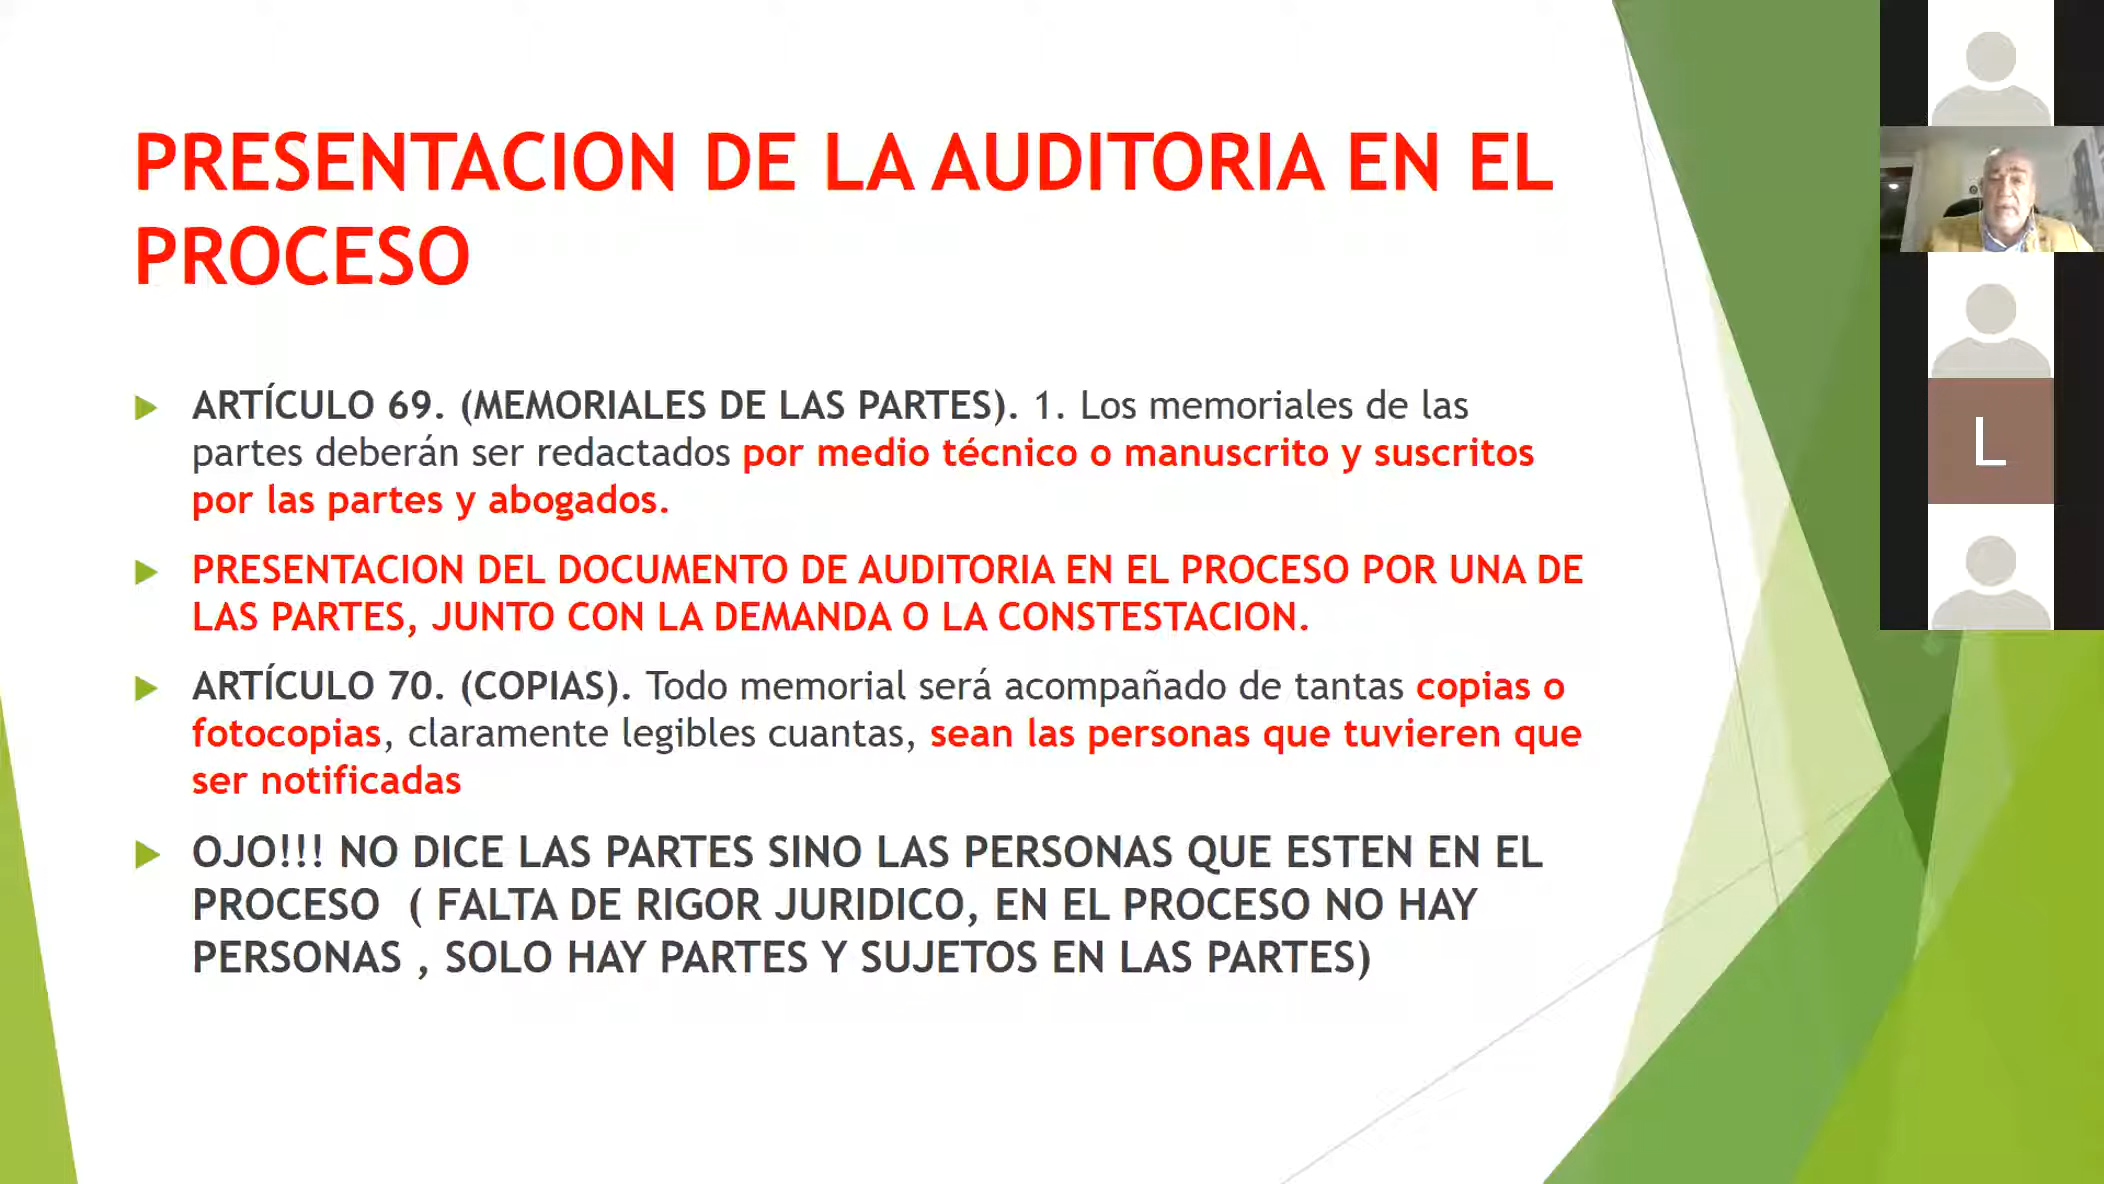 PRESENTACION DE LA AUDITORIA EN EL
PROCESO
ARTÍCULO 69. (MEMORIALES DE LAS PARTES). 1. Los memoriales de las
partes deberán ser redactados por medio técnico o manuscrito y suscritos
por las partes y abogados.
PRESENTACION DEL DOCUMENTO DE AUDITORIA EN EL PROCESO POR UNA DE
LAS PARTES, JUNTO CON LA DEMANDA O LA CONSTESTACION.
ARTÍCULO 70. (COPIAS). Todo memorial será acompañado de tantas copias o
fotocopias, claramente legibles cuantas, sean las personas que tuvieren que
ser notificadas
OJO!!! NO DICE LAS PARTES SINO LAS PERSONAS QUE ESTEN EN EL
PROCESO ( FALTA DE RIGOR JURIDICO, EN EL PROCESO NO HAY
PERSONAS , SOLO HAY PARTES Y SUJETOS EN LAS PARTES)
L